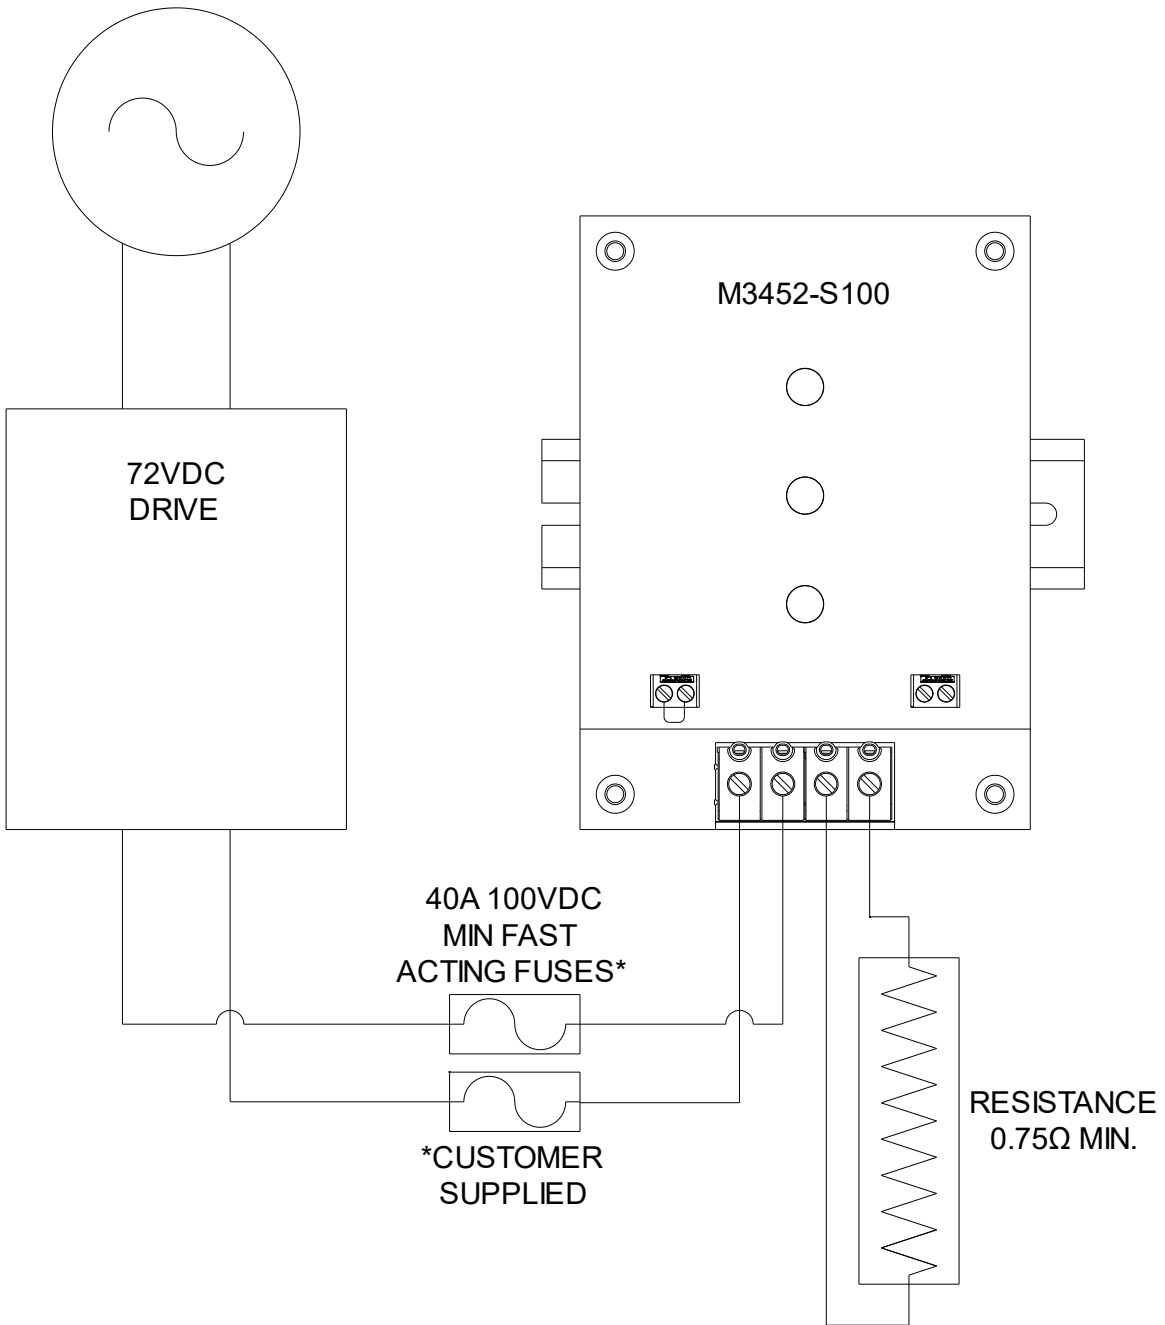 M3452-S100
72VDC
DRIVE
40A 100VDC
MIN FAST
ACTING FUSES*
*CUSTOMER
SUPPLIED
RESISTANCE
0.75Ω MIN.